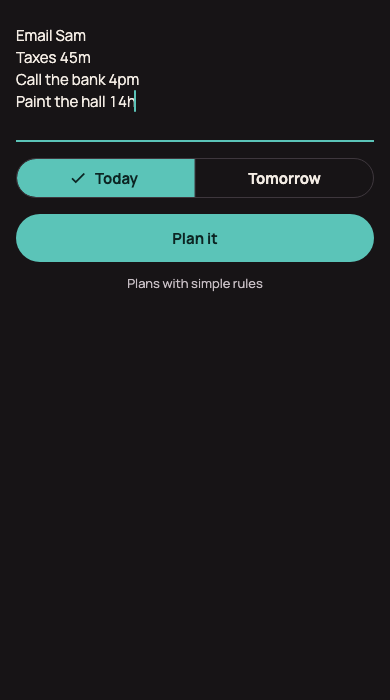 Email Sam
Taxes 45m
Call the bank 4pm
Paint the hall 14h
Today
Tomorrow
Plan it
Plans with simple rules